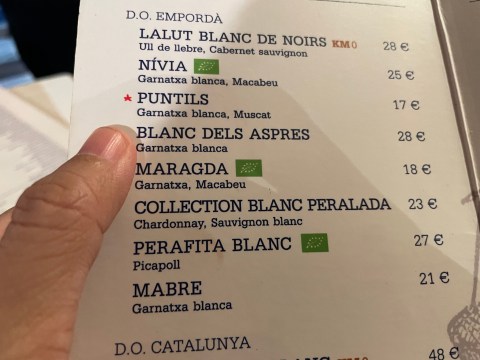 D.O. EMPORDÀ
LALUT BLANC DE NOIRS KM0 28 €
Ull de llebre, Cabernet sauvignon
NÍVIA 25 €
Garnatxa blanca, Macabeu
* PUNTILS 17 €
Garnatxa blanca, Muscat
BLANC DELS ASPRES 28 €
Garnatxa blanca
MARAGDA 18 €
Garnatxa, Macabeu
COLLECTION BLANC PERALADA 23 €
Chardonnay, Sauvignon blanc
PERAFITA BLANC 27 €
Picapoll
MABRE 21 €
Garnatxa blanca
D.O. CATALUNYA
48 €